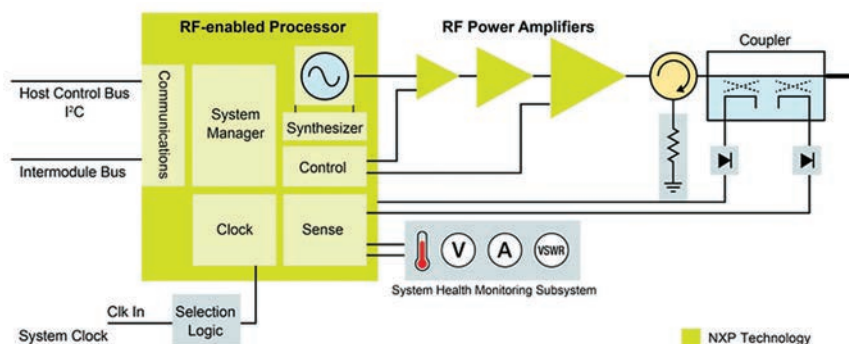 RF-enabled Processor
RF Power Amplifiers
Coupler
Host Control Bus
I²C
Intermodule Bus
Communications
System
Manager
Synthesizer
Control
Clock
Sense
V
A
VSWR
System Health Monitoring Subsystem
Clk In
System Clock
Selection
Logic
NXP Technology